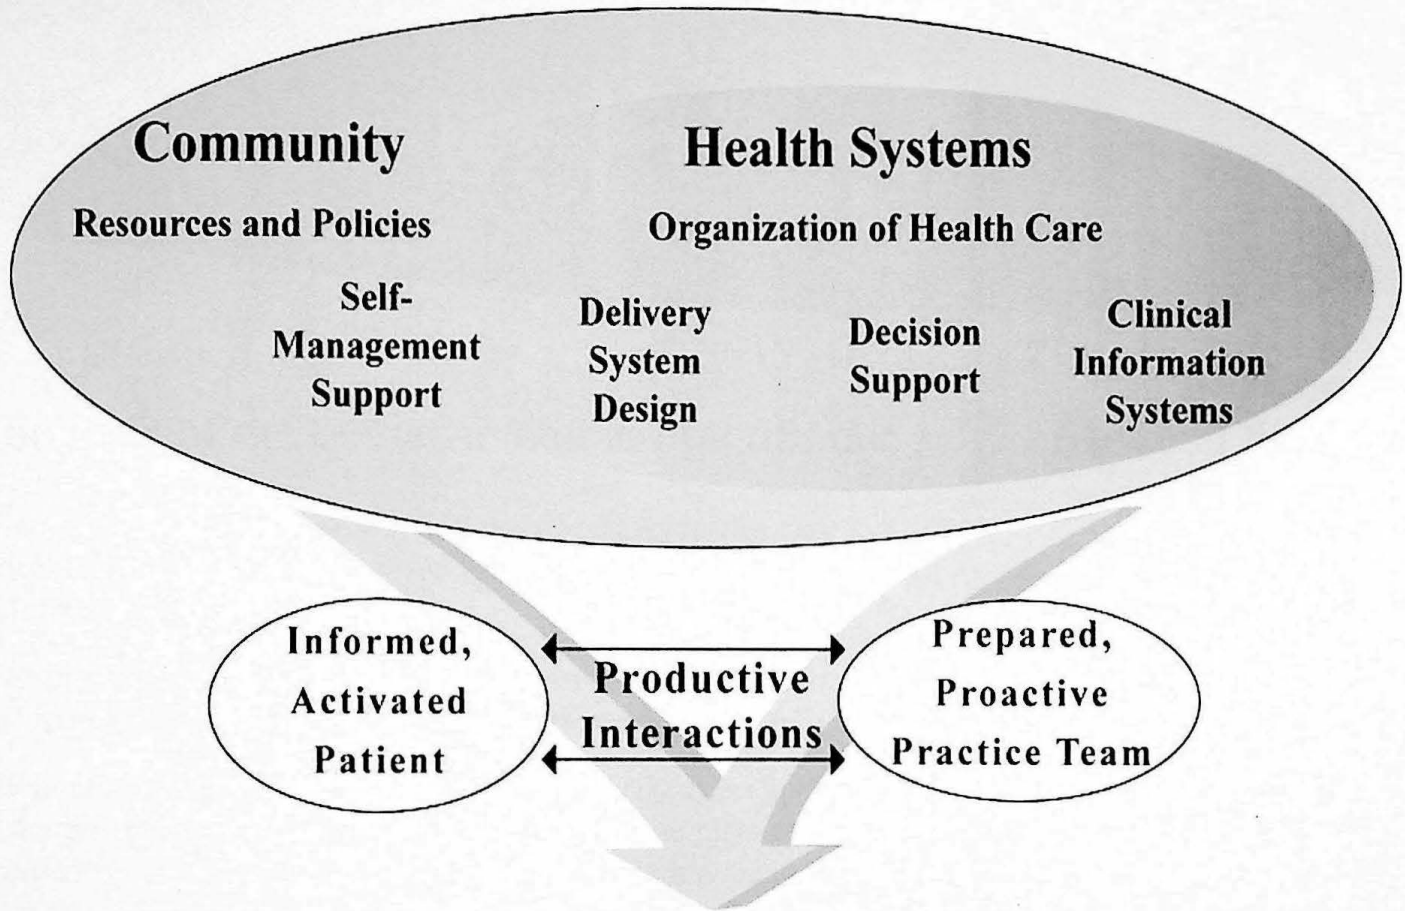 Community
Health Systems
Resources and Policies
Organization of Health Care
Self-
Management
Support
Delivery
System
Design
Decision
Support
Clinical
Information
Systems
Informed,
Activated
Patient
Productive
Interactions
Prepared,
Proactive
Practice Team